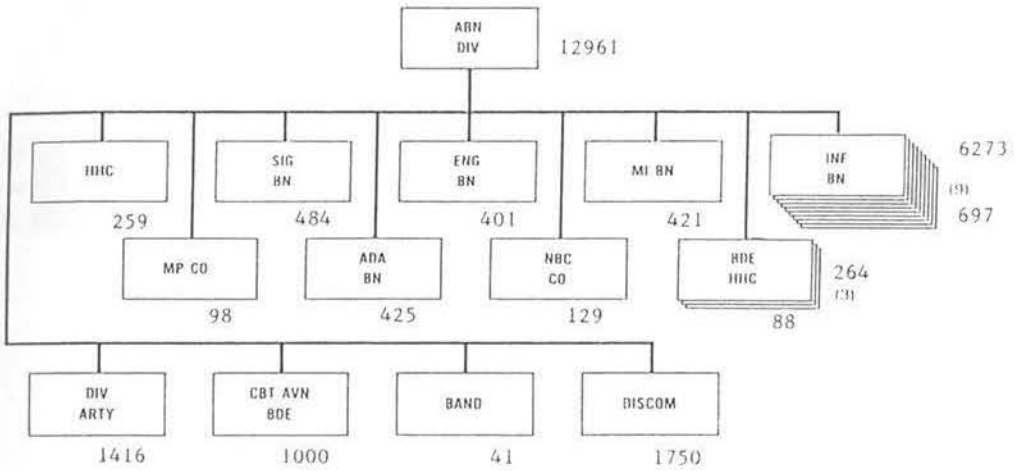 ABN
DIV
12961
HHC
259
SIG
BN
484
ENG
BN
401
MI BN
421
INF
BN
6273
(9)
697
MP CO
98
ADA
BN
425
NBC
CO
129
BDE
HHC
264
(3)
88
DIV
ARTY
1416
CBT AVN
BDE
1000
BAND
41
DISCOM
1750